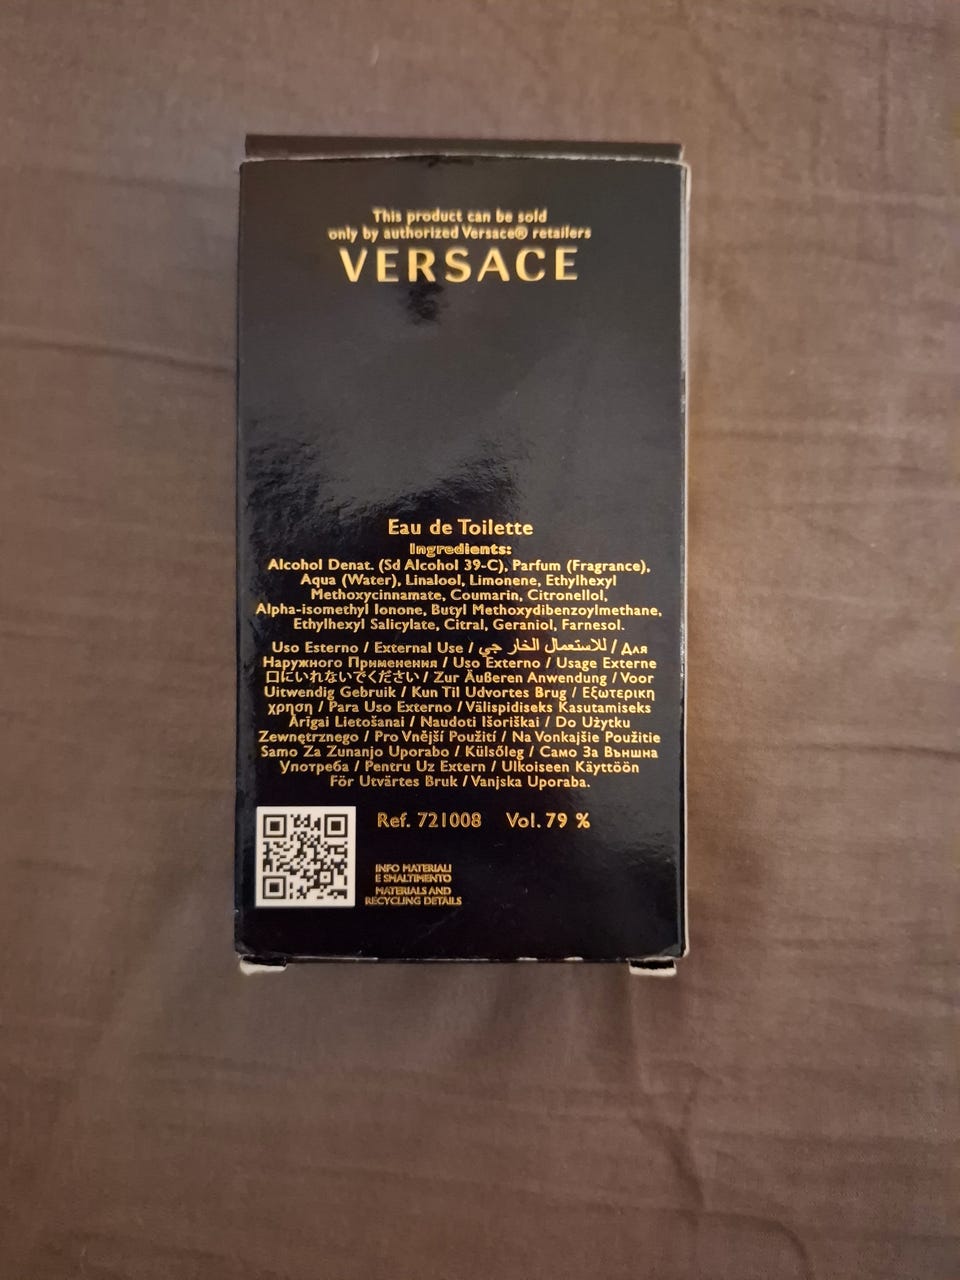 This product can be sold
only by authorized Versace® retailers
VERSACE
Eau de Toilette
Ingredients:
Alcohol Denat. (Sd Alcohol 39-C), Parfum (Fragrance),
Aqua (Water), Linalool, Limonene, Ethylhexyl
Methoxycinnamate, Coumarin, Citronellol,
Alpha-isomethyl Ionone, Butyl Methoxydibenzoylmethane,
Ethylhexyl Salicylate, Citral, Geraniol, Farnesol.
Uso Esterno / External Use / للاستعمال الخار جي / Для
Наружного Применения / Uso Externo / Usage Externe
口にいれないでください / Zur Äußeren Anwendung / Voor
Uitwendig Gebruik / Kun Til Udvortes Brug / Εξωτερικη
χρηση / Para Uso Externo / Välispidiseks Kasutamiseks
Ārīgai Lietošanai / Naudoti Išoriškai / Do Użytku
Zewnętrznego / Pro Vnější Použití / Na Vonkajšie Použitie
Samo Za Zunanjo Uporabo / Külsőleg / Само За Външна
Употреба / Pentru Uz Extern / Ulkoiseen Käyttöön
För Utvärtes Bruk / Vanjska Uporaba.
Ref. 721008 Vol. 79 %
INFO MATERIALI
E SMALTIMENTO
MATERIALS AND
RECYCLING DETAILS